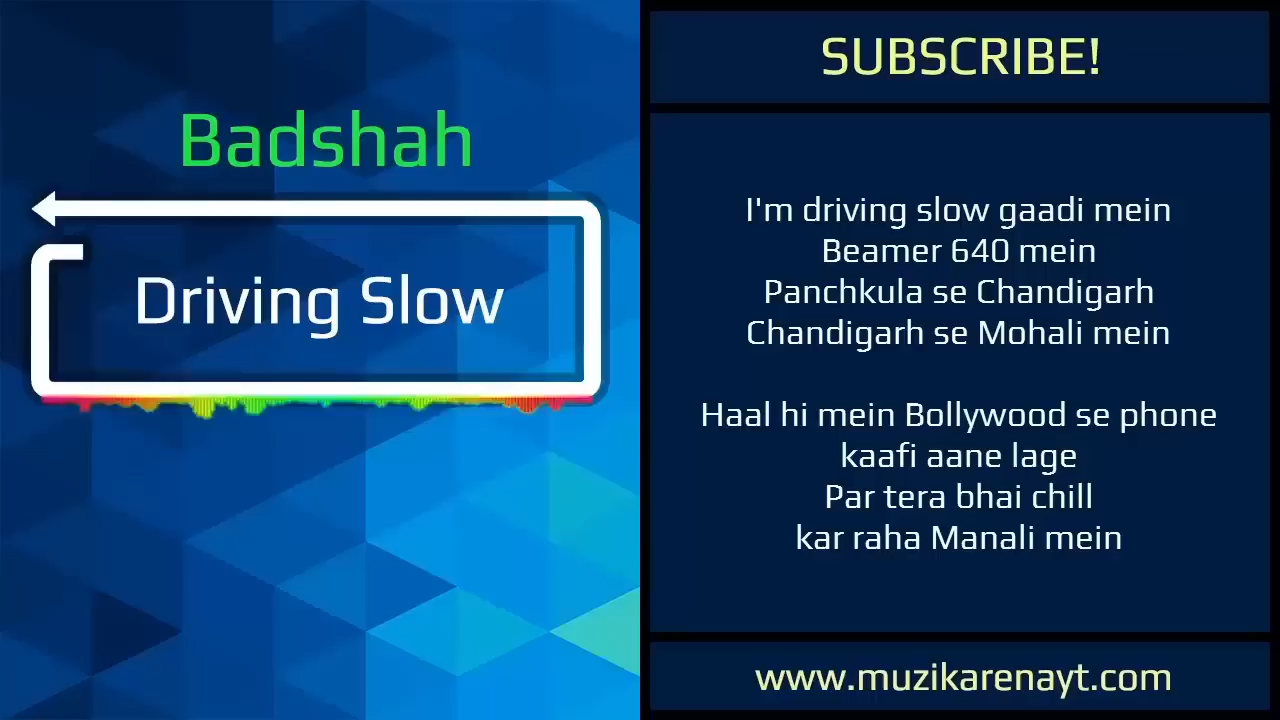 Badshah
Driving Slow
SUBSCRIBE!
I'm driving slow gaadi mein
Beamer 640 mein
Panchkula se Chandigarh
Chandigarh se Mohali mein
Haal hi mein Bollywood se phone
kaafi aane lage
Par tera bhai chill
kar raha Manali mein
www.muzikarenayt.com